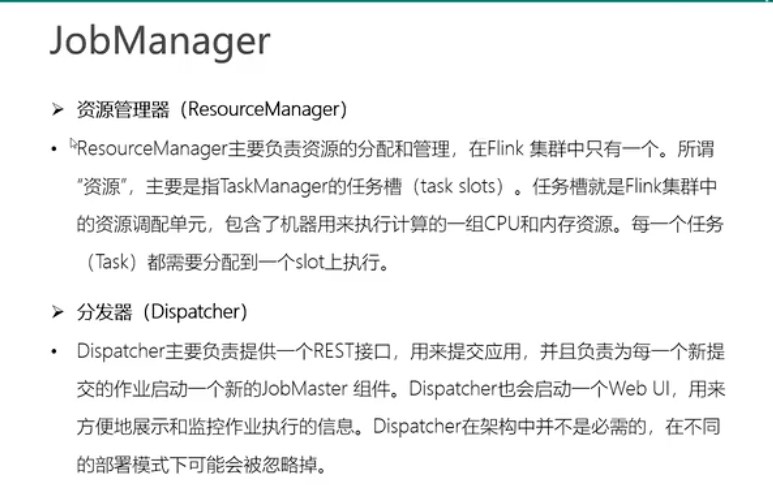 JobManager
➢ 资源管理器（ResourceManager）
• ResourceManager主要负责资源的分配和管理，在Flink 集群中只有一个。所谓
“资源”，主要是指TaskManager的任务槽（task slots）。任务槽就是Flink集群中
的资源调配单元，包含了机器用来执行计算的一组CPU和内存资源。每一个任务
（Task）都需要分配到一个slot上执行。
➢ 分发器（Dispatcher）
• Dispatcher主要负责提供一个REST接口，用来提交应用，并且负责为每一个新提
交的作业启动一个新的JobMaster 组件。Dispatcher也会启动一个Web UI，用来
方便地展示和监控作业执行的信息。Dispatcher在架构中并不是必需的，在不同
的部署模式下可能会被忽略掉。